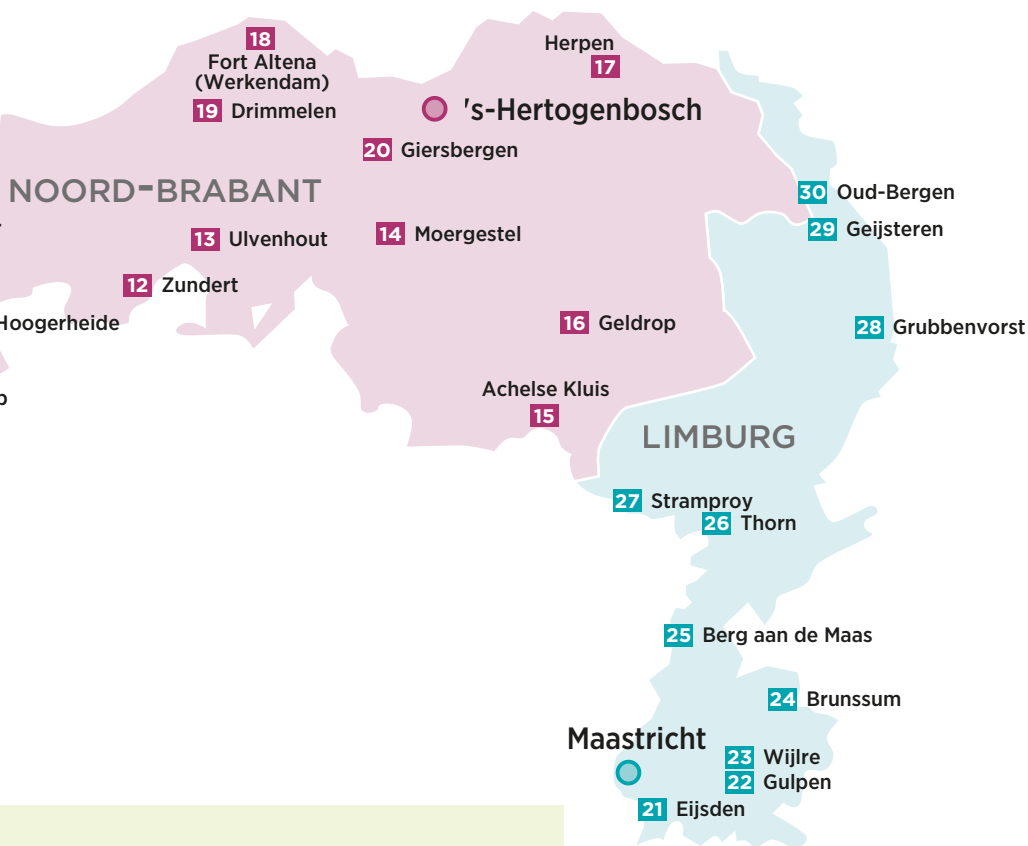 18
Fort Altena
(Werkendam)
Herpen
17
19 Drimmelen
's-Hertogenbosch
20 Giersbergen
NOORD-BRABANT
30 Oud-Bergen
29 Geijsteren
13 Ulvenhout
14 Moergestel
12 Zundert
Hoogerheide
16 Geldrop
28 Grubbenvorst
Achelse Kluis
15
LIMBURG
27 Stramproy
26 Thorn
25 Berg aan de Maas
24 Brunssum
Maastricht
23 Wijlre
22 Gulpen
21 Eijsden